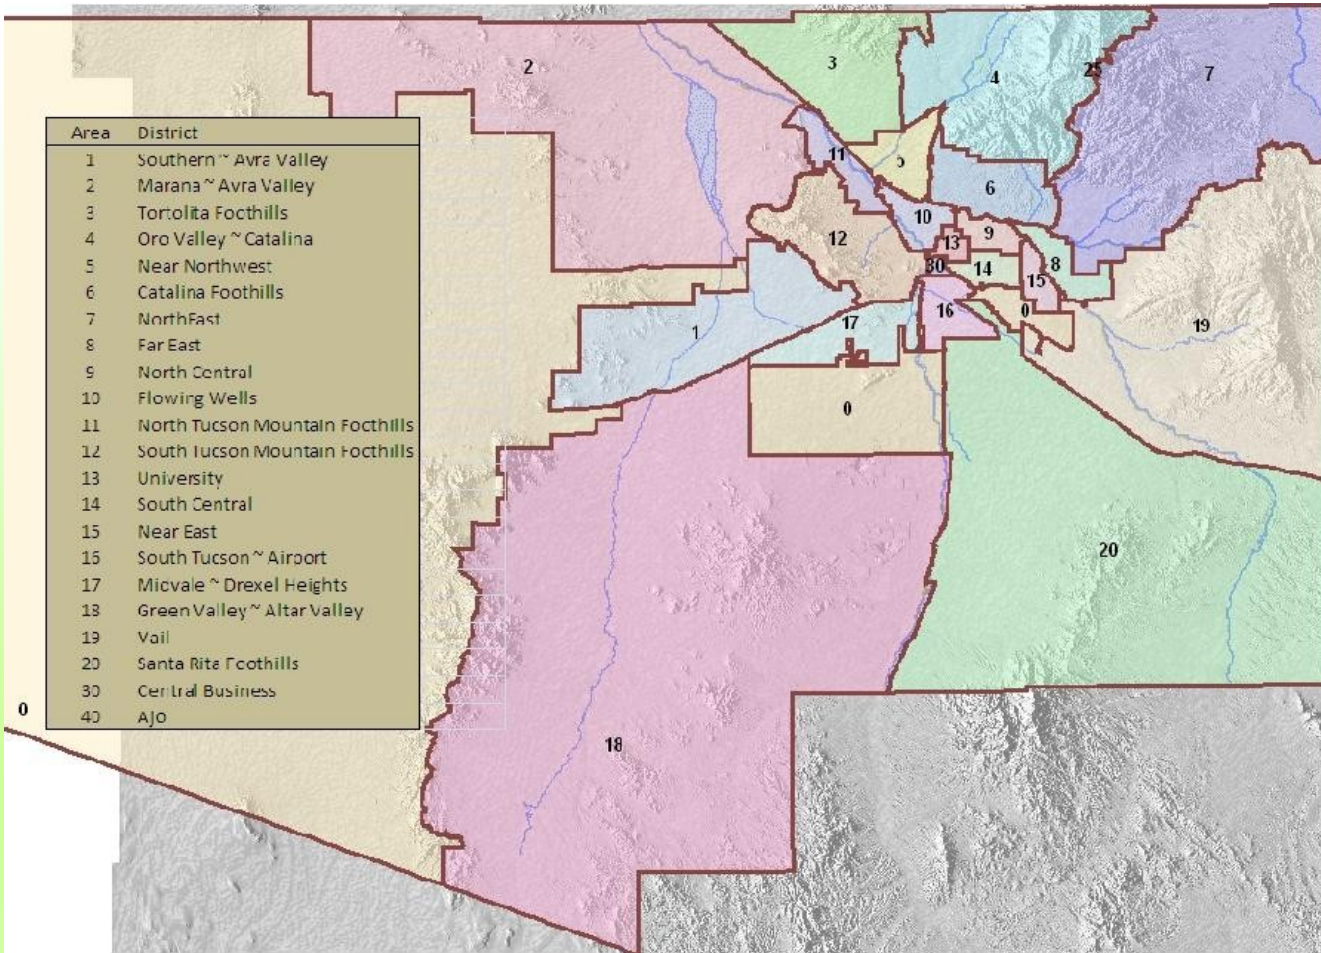 Area District
1 Southern ~ Avra Valley
2 Marana ~ Avra Valley
3 Tortolita Foothills
4 Oro Valley ~ Catalina
5 Near Northwest
6 Catalina Foothills
7 NorthEast
8 Far East
9 North Central
10 Flowing Wells
11 North Tucson Mountain Foothills
12 South Tucson Mountain Foothills
13 University
14 South Central
15 Near East
16 South Tucson ~ Airport
17 Midvale ~ Drexel Heights
18 Green Valley ~ Altar Valley
19 Vail
20 Santa Rita Foothills
30 Central Business
40 Ajo
2
3
4
25
7
11
5
6
10
12
13
9
30
14
15
8
1
17
16
0
19
0
20
0
18